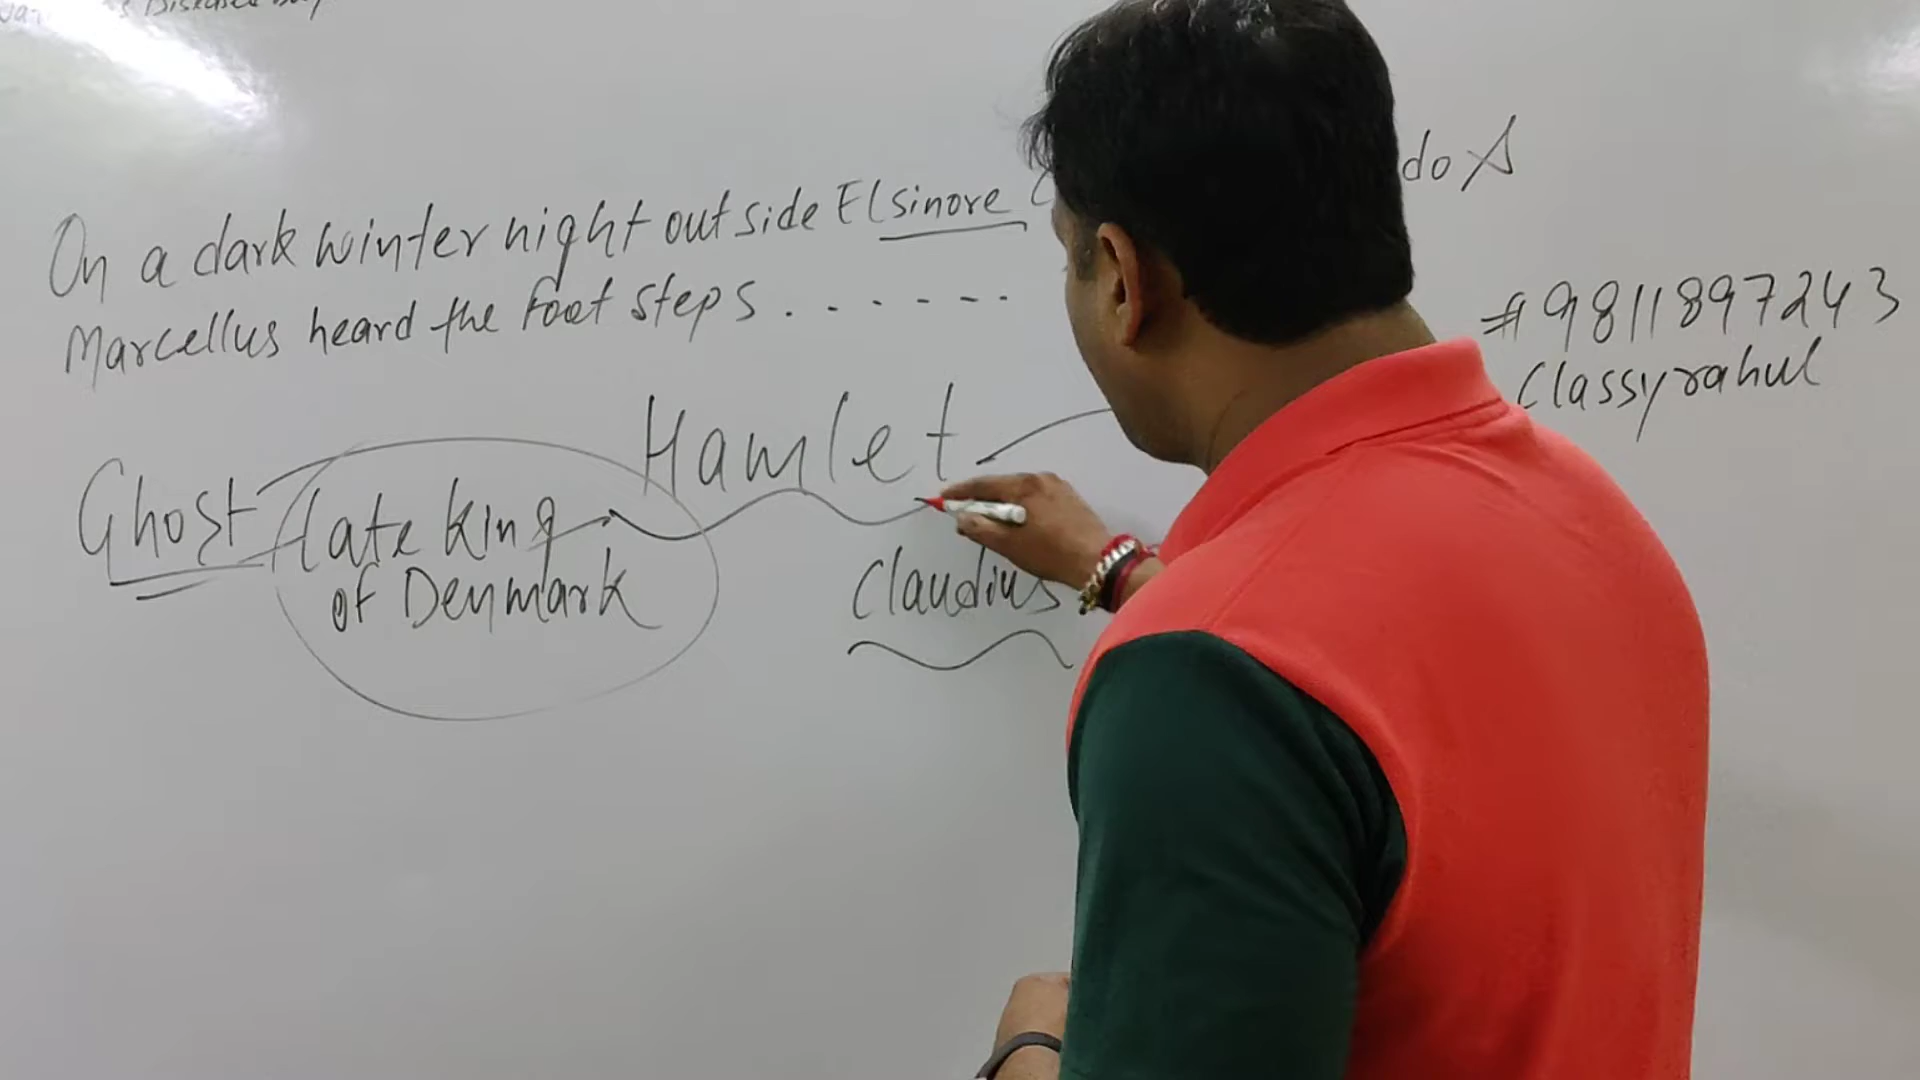 Diseased
On a dark winter night outside Elsinore
do
Marcellus heard the foot steps . . . . . .
#9811897243
Classyrahul
Hamlet
Ghost late king
of Denmark
Claudius